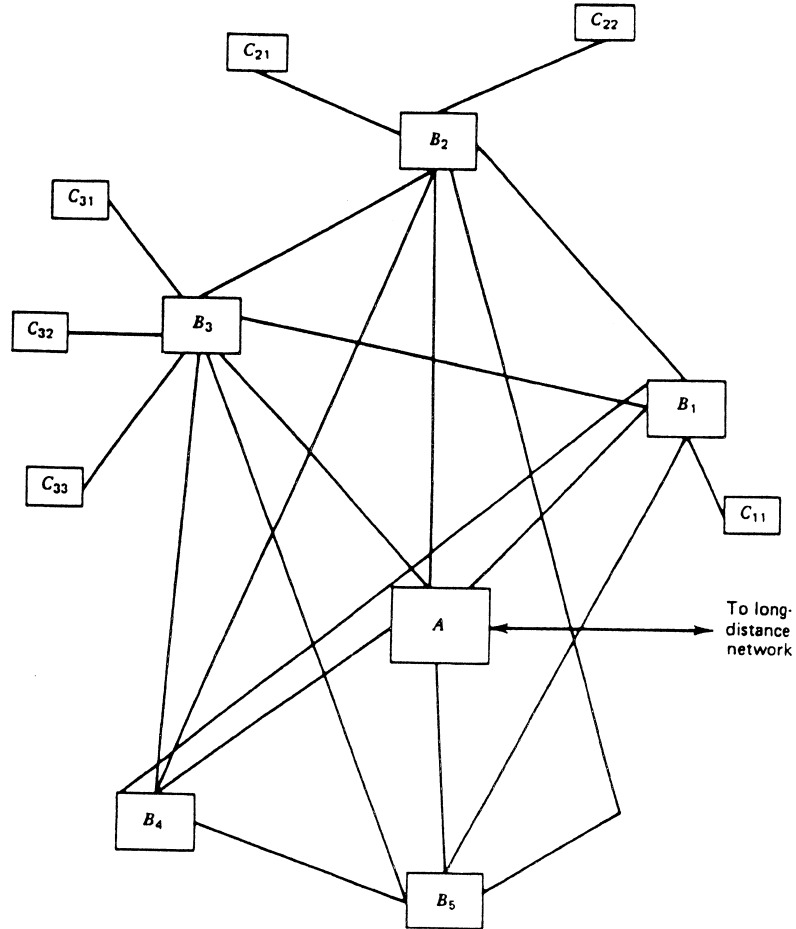 C₂₂
C₂₁
B₂
C₃₁
B₃
C₃₂
B₁
C₃₃
C₁₁
A
To long-
distance
network
B₄
B₅